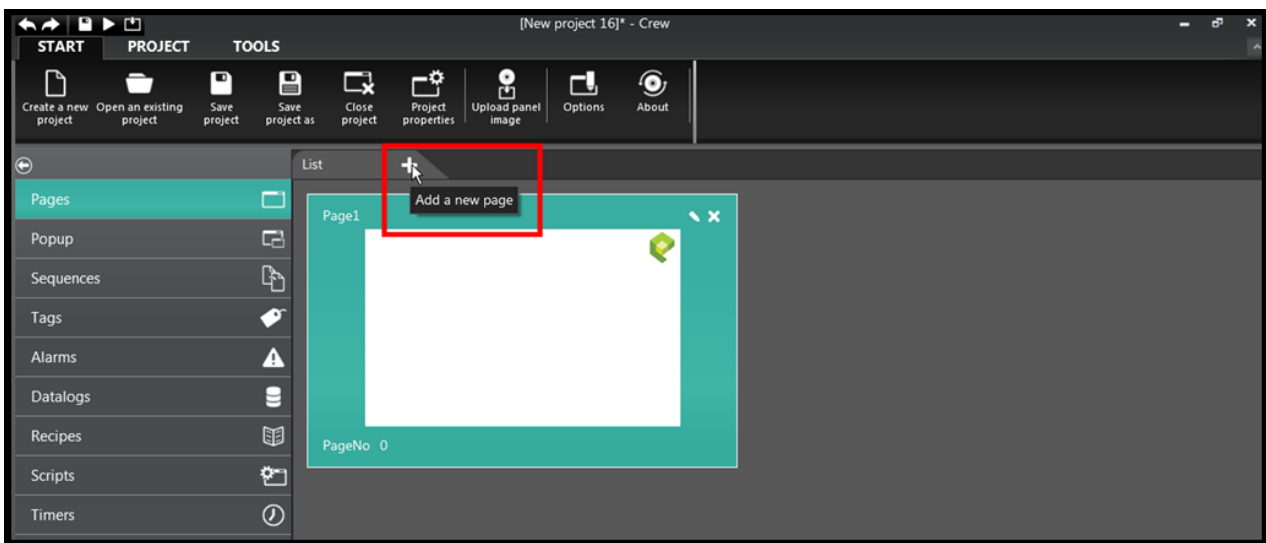 [New project 16]* - Crew
START PROJECT TOOLS
Create a new project
Open an existing project
Save project
Save project as
Close project
Project properties
Upload panel image
Options
About
List
Add a new page
Pages
Popup
Sequences
Tags
Alarms
Datalogs
Recipes
Scripts
Timers
Page1
PageNo 0